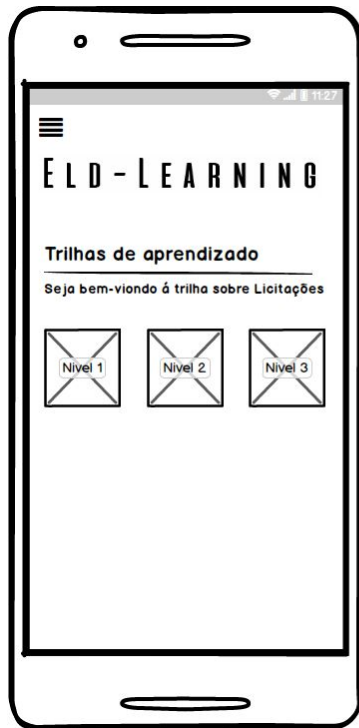 11:27
ELD-LEARNING
Trilhas de aprendizado
Seja bem-viondo á trilha sobre Licitações
Nivel 1 Nivel 2 Nivel 3